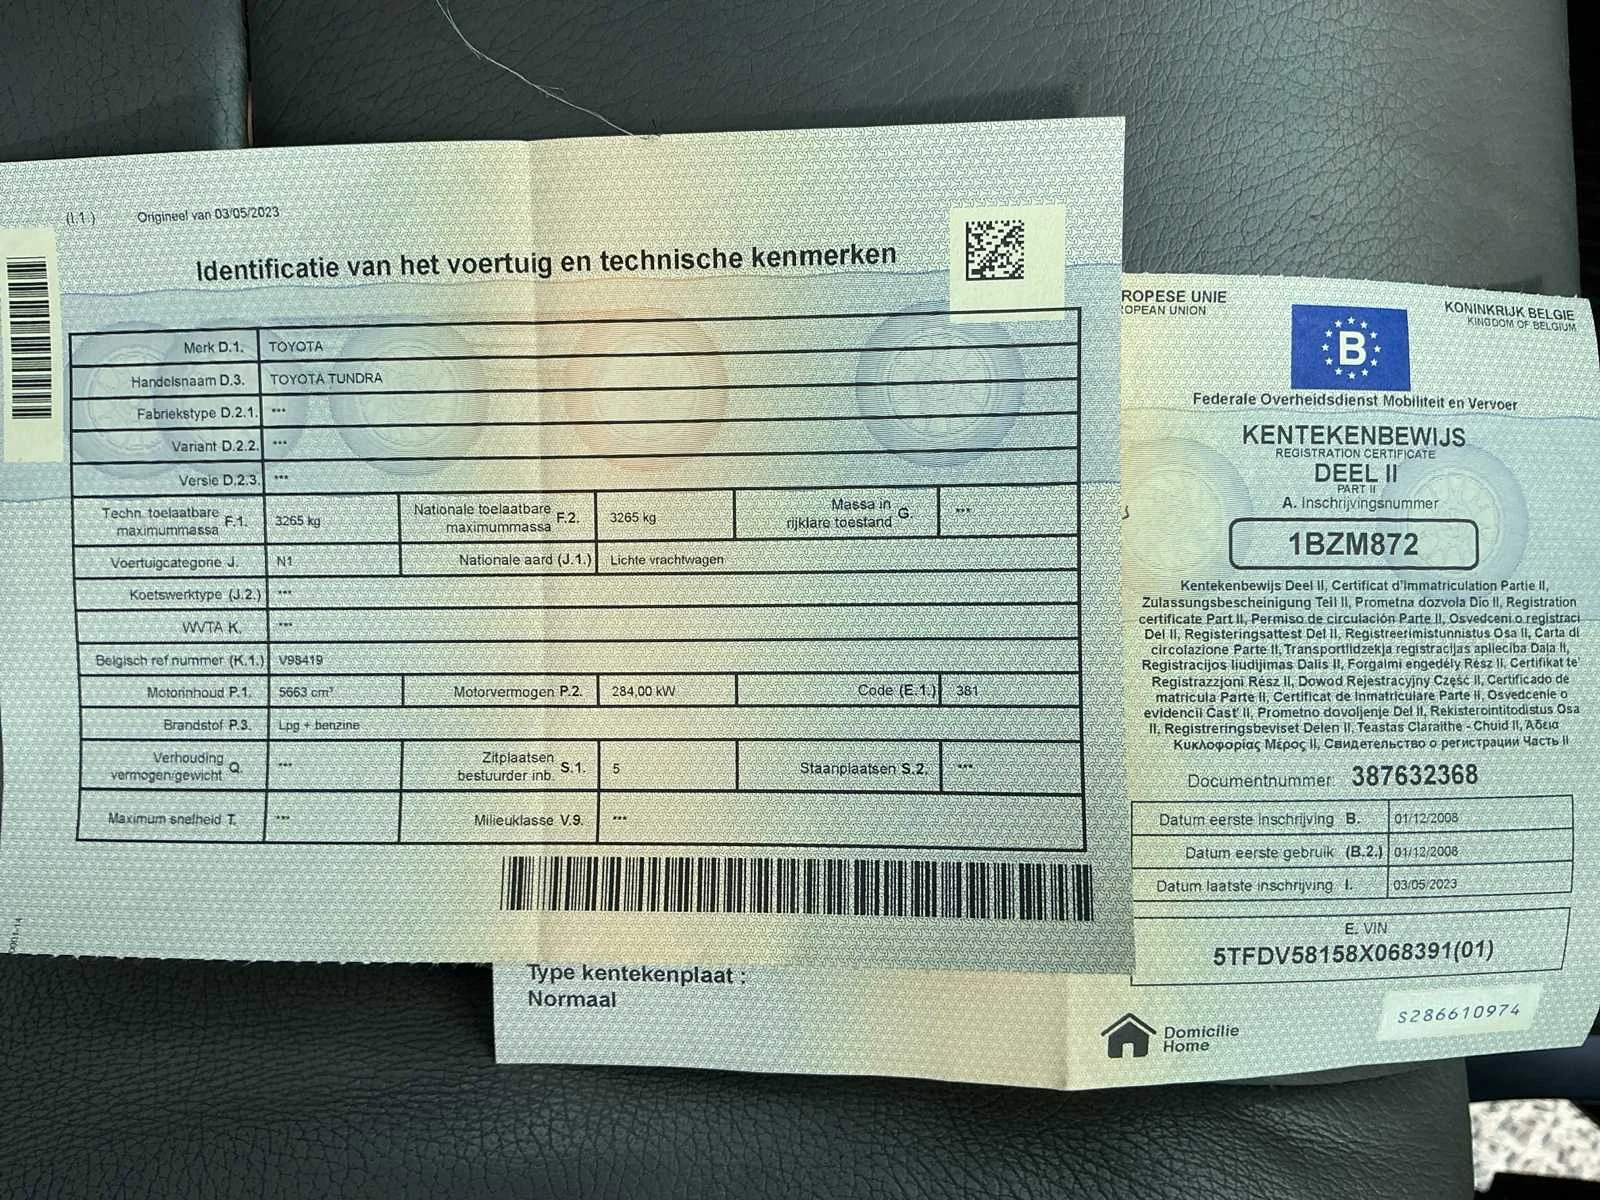 (I.1.) Origineel van 03/05/2023
Identificatie van het voertuig en technische kenmerken
Merk D.1. TOYOTA
Handelsnaam D.3. TOYOTA TUNDRA
Fabriekstype D.2.1. ***
Variant D.2.2. ***
Versie D.2.3. ***
Techn. toelaatbare maximummassa F.1. 3265 kg Nationale toelaatbare maximummassa F.2. 3265 kg Massa in rijklare toestand G. ***
Voertuigcategorie J. N1 Nationale aard (J.1.) Lichte vrachtwagen
Koetswerktype (J.2.) ***
WVTA K. ***
Belgisch ref nummer (K.1.) V98419
Motorinhoud P.1. 5663 cm³ Motorvermogen P.2. 284,00 kW Code (E.1.) 381
Brandstof P.3. Lpg + benzine
Verhouding vermogen/gewicht Q. *** Zitplaatsen bestuurder inb. S.1. 5 Staanplaatsen S.2. ***
Maximum snelheid T. *** Milieuklasse V.9. ***
Type kentekenplaat :
Normaal
ROPESE UNIE
OPEAN UNION
KONINKRIJK BELGIE
KINGDOM OF BELGIUM
B
Federale Overheidsdienst Mobiliteit en Vervoer
KENTEKENBEWIJS
REGISTRATION CERTIFICATE
DEEL II
PART II
A. Inschrijvingsnummer
1BZM872
Kentekenbewijs Deel II, Certificat d'immatriculation Partie II,
Zulassungsbescheinigung Teil II, Prometna dozvola Dio II, Registration
certificate Part II, Permiso de circulación Parte II, Osvedceni o registraci
Del II, Registeringsattest Del II, Registreerimistunnistus Osa II, Carta di
circolazione Parte II, Transportlidzekja registracijas aplieciba Dala II,
Registracijos liudijimas Dalis II, Forgalmi engedély Rész II, Certifikat te'
Registrazzjoni Rész II, Dowod Rejestracyjny Część II, Certificado de
matricula Parte II, Certificat de Inmatriculare Parte II, Osvedcenie o
evidencii Časť II, Prometno dovoljenje Del II, Rekisterointitodistus Osa
II, Registreringsbeviset Delen II, Teastas Claraithe - Chuid II, Άδεια
Κυκλοφορίας Μέρος II, Свидетельство о регистрации Часть II
Documentnummer: 387632368
Datum eerste inschrijving B. 01/12/2008
Datum eerste gebruik (B.2.) 01/12/2008
Datum laatste inschrijving I. 03/05/2023
E. VIN
5TFDV58158X068391(01)
S286610974
Domicilie
Home